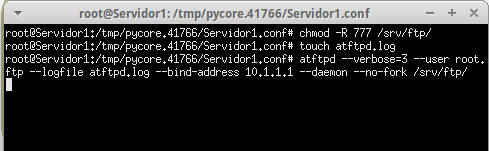 root@Servidor1: /tmp/pycore.41766/Servidor1.conf
root@Servidor1:/tmp/pycore.41766/Servidor1.conf# chmod -R 777 /srv/ftp/
root@Servidor1:/tmp/pycore.41766/Servidor1.conf# touch atftpd.log
root@Servidor1:/tmp/pycore.41766/Servidor1.conf# atftpd --verbose=3 --user root.
ftp --logfile atftpd.log --bind-address 10.1.1.1 --daemon --no-fork /srv/ftp/